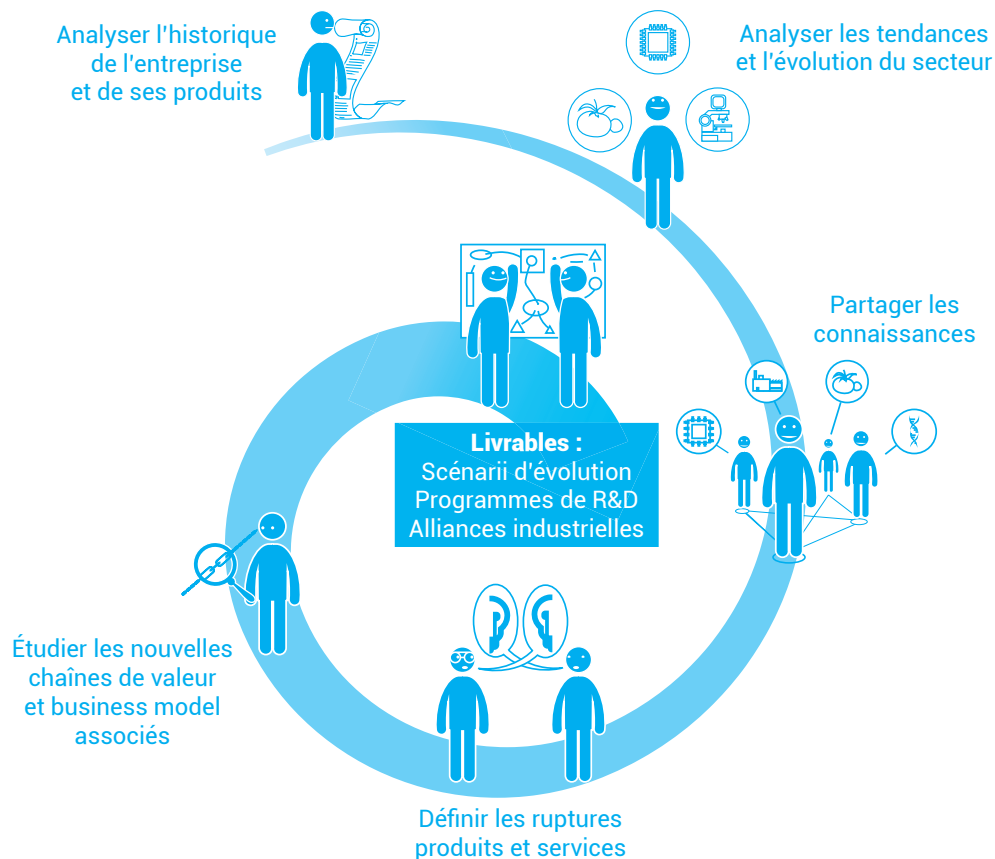 Analyser l'historique
de l'entreprise
et de ses produits
Analyser les tendances
et l'évolution du secteur
Partager les
connaissances
Livrables :
Scénarii d'évolution
Programmes de R&D
Alliances industrielles
Étudier les nouvelles
chaînes de valeur
et business model
associés
Définir les ruptures
produits et services